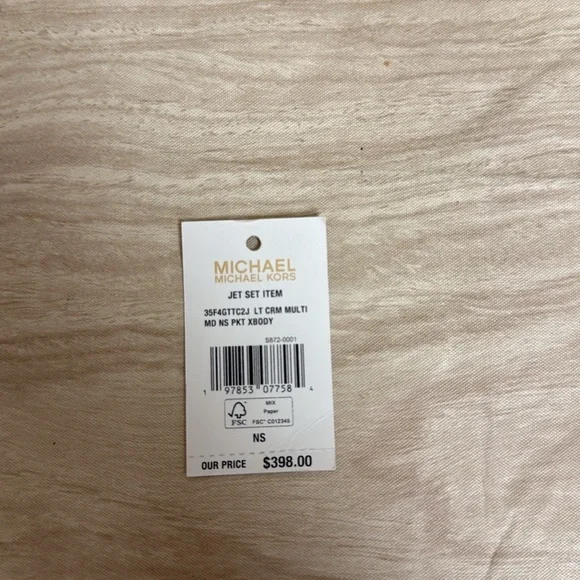 MICHAEL
MICHAEL KORS
JET SET ITEM
35F4GTTC2J LT CRM MULTI
MD NS PKT XBODY
S872-0001
1 97853 07758 4
MIX
Paper
FSC FSC® C012345
NS
OUR PRICE $398.00